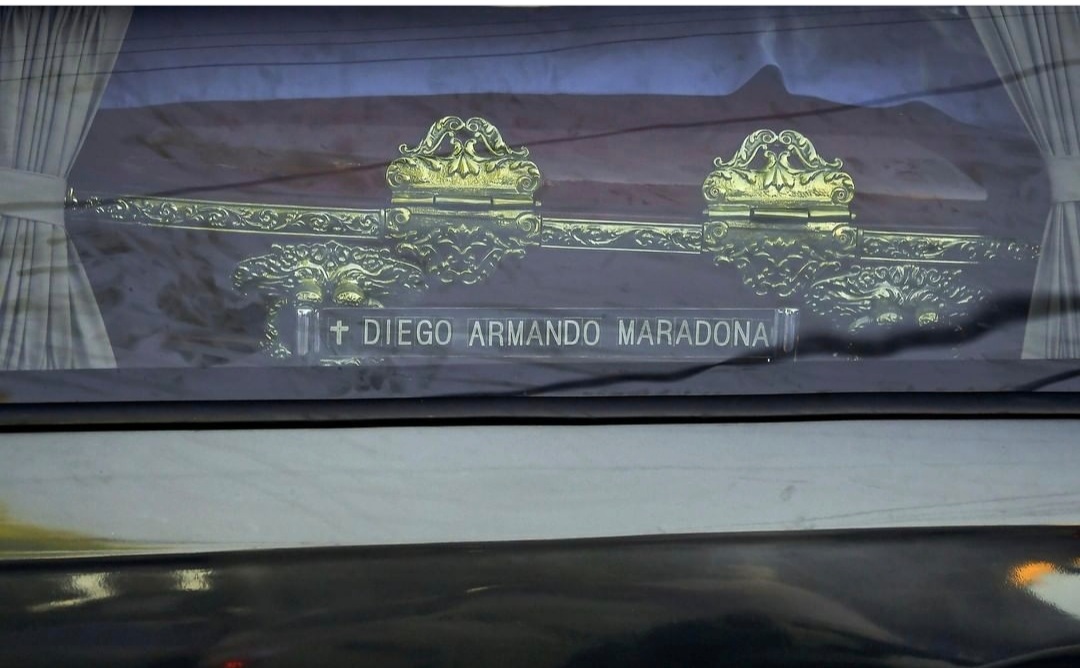 ✝ DIEGO ARMANDO MARADONA